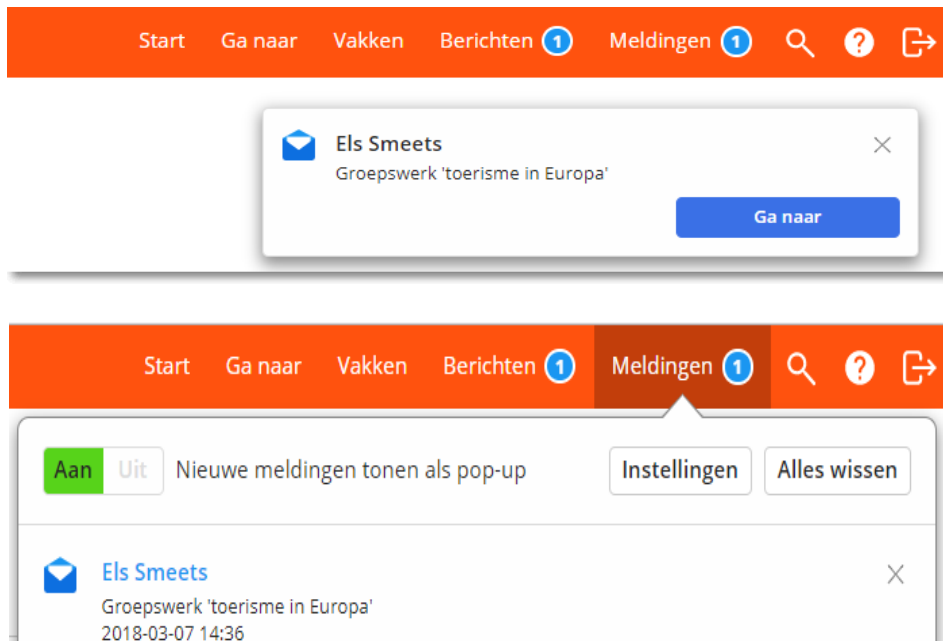 Start Ga naar Vakken Berichten 1 Meldingen 1 ?
Els Smeets
Groepswerk 'toerisme in Europa'
Ga naar
Start Ga naar Vakken Berichten 1 Meldingen 1 ?
Aan Uit Nieuwe meldingen tonen als pop-up Instellingen Alles wissen
Els Smeets
Groepswerk 'toerisme in Europa'
2018-03-07 14:36